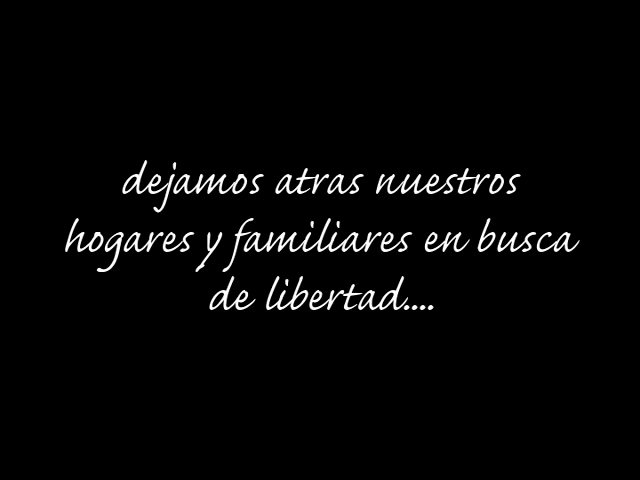 dejamos atras nuestros
hogares y familiares en busca
de libertad....